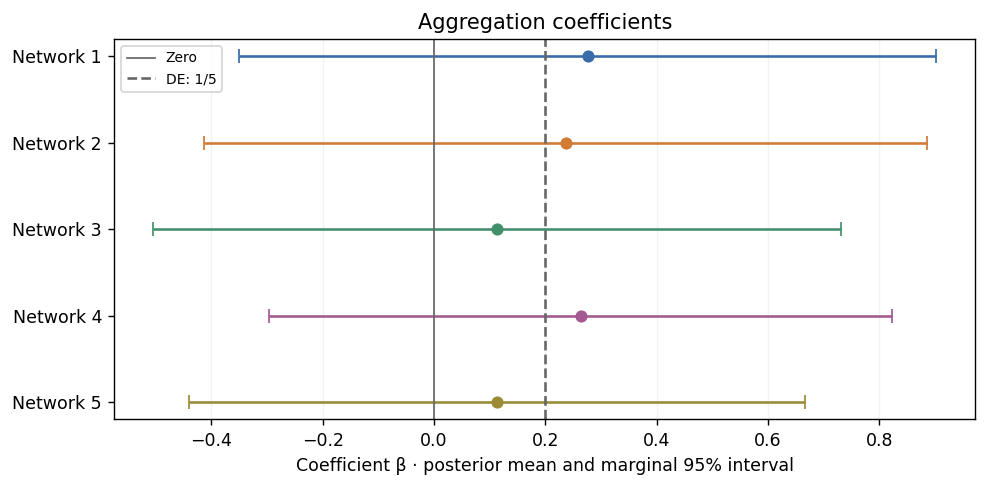 Aggregation coefficients
Zero
DE: 1/5
Network 1
Network 2
Network 3
Network 4
Network 5
−0.4 −0.2 0.0 0.2 0.4 0.6 0.8
Coefficient β · posterior mean and marginal 95% interval